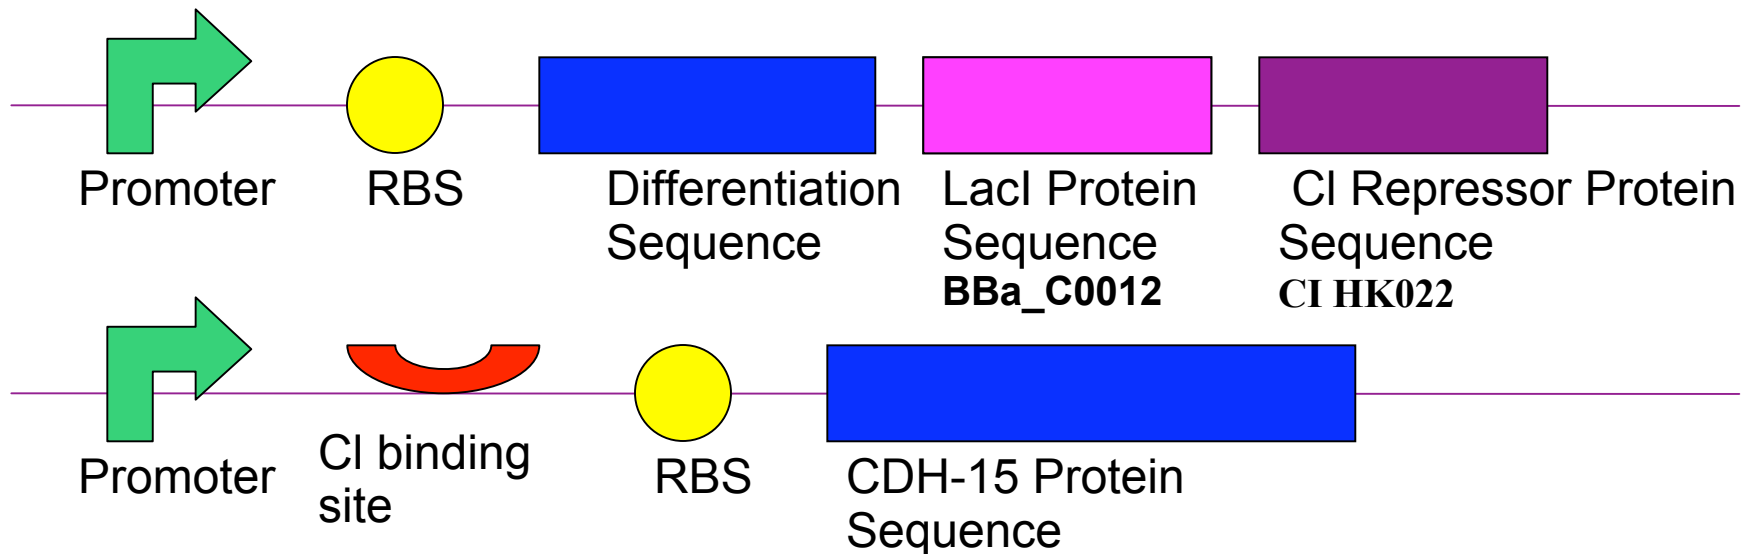 Promoter
RBS
Differentiation
Sequence
LacI Protein
Sequence
BBa_C0012
CI Repressor Protein
Sequence
CI HK022
Promoter
CI binding
site
RBS
CDH-15 Protein
Sequence